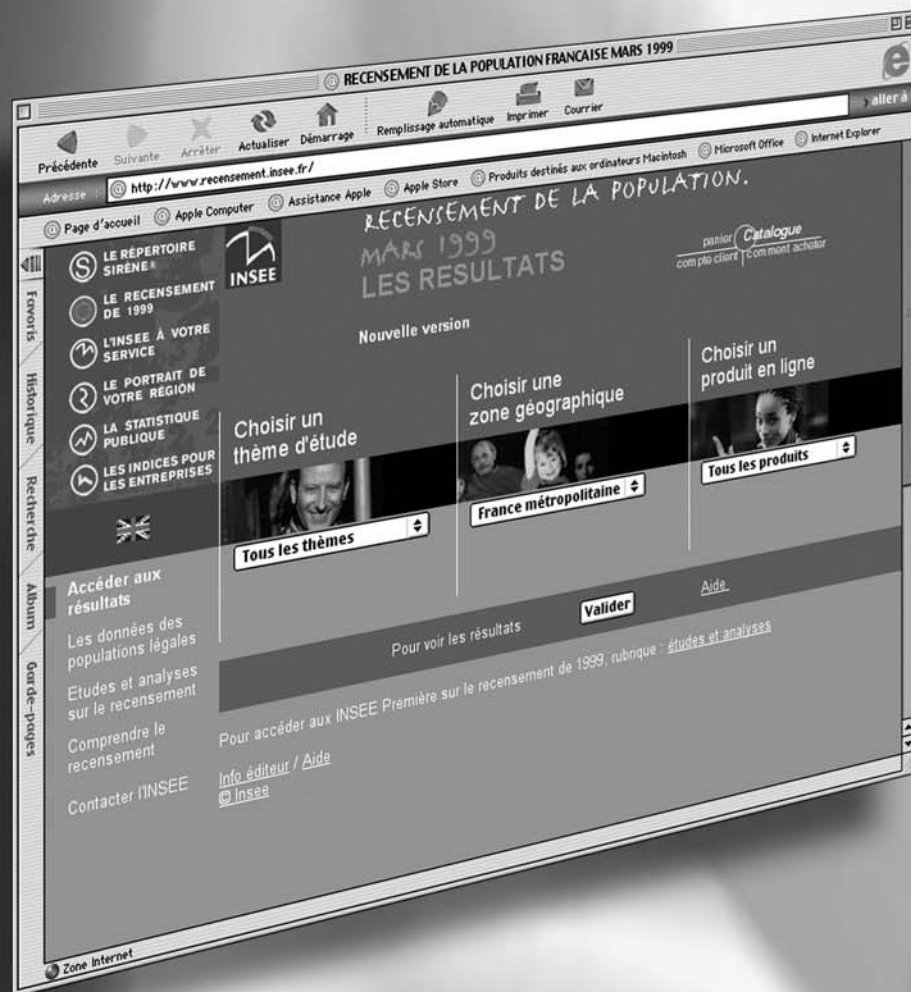 RECENSEMENT DE LA POPULATION FRANCAISE MARS 1999
Précédente
Suivante
Arrêter
Actualiser
Démarrage
Remplissage automatique
Imprimer
Courrier
Adresse : http://www.recensement.insee.fr/
aller à
Page d'accueil
Apple Computer
Assistance Apple
Apple Store
Produits destinés aux ordinateurs Macintosh
Microsoft Office
Internet Explorer
Favoris
Historique
Recherche
Album
Garde-pages
LE RÉPERTOIRE
SIRÈNE®
LE RECENSEMENT
DE 1999
L'INSEE À VOTRE
SERVICE
LE PORTRAIT DE
VOTRE RÉGION
LA STATISTIQUE
PUBLIQUE
LES INDICES POUR
LES ENTREPRISES
INSEE
RECENSEMENT DE LA POPULATION.
MARS 1999
LES RESULTATS
panier Catalogue
compte client comment acheter
Nouvelle version
Choisir un
thème d'étude
Tous les thèmes
Choisir une
zone géographique
France métropolitaine
Choisir un
produit en ligne
Tous les produits
Accéder aux
résultats
Les données des
populations légales
Etudes et analyses
sur le recensement
Comprendre le
recensement
Contacter l'INSEE
Pour voir les résultats
Valider
Aide
Pour accéder aux INSEE Première sur le recensement de 1999, rubrique : études et analyses
Info éditeur / Aide
© Insee
Zone Internet